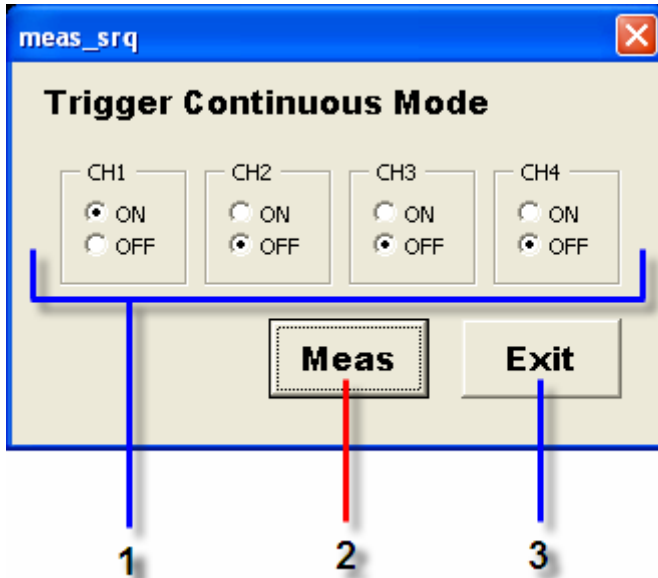 meas_srq
Trigger Continuous Mode
CH1 CH2 CH3 CH4
ON ON ON ON
OFF OFF OFF OFF
Meas Exit
1 2 3